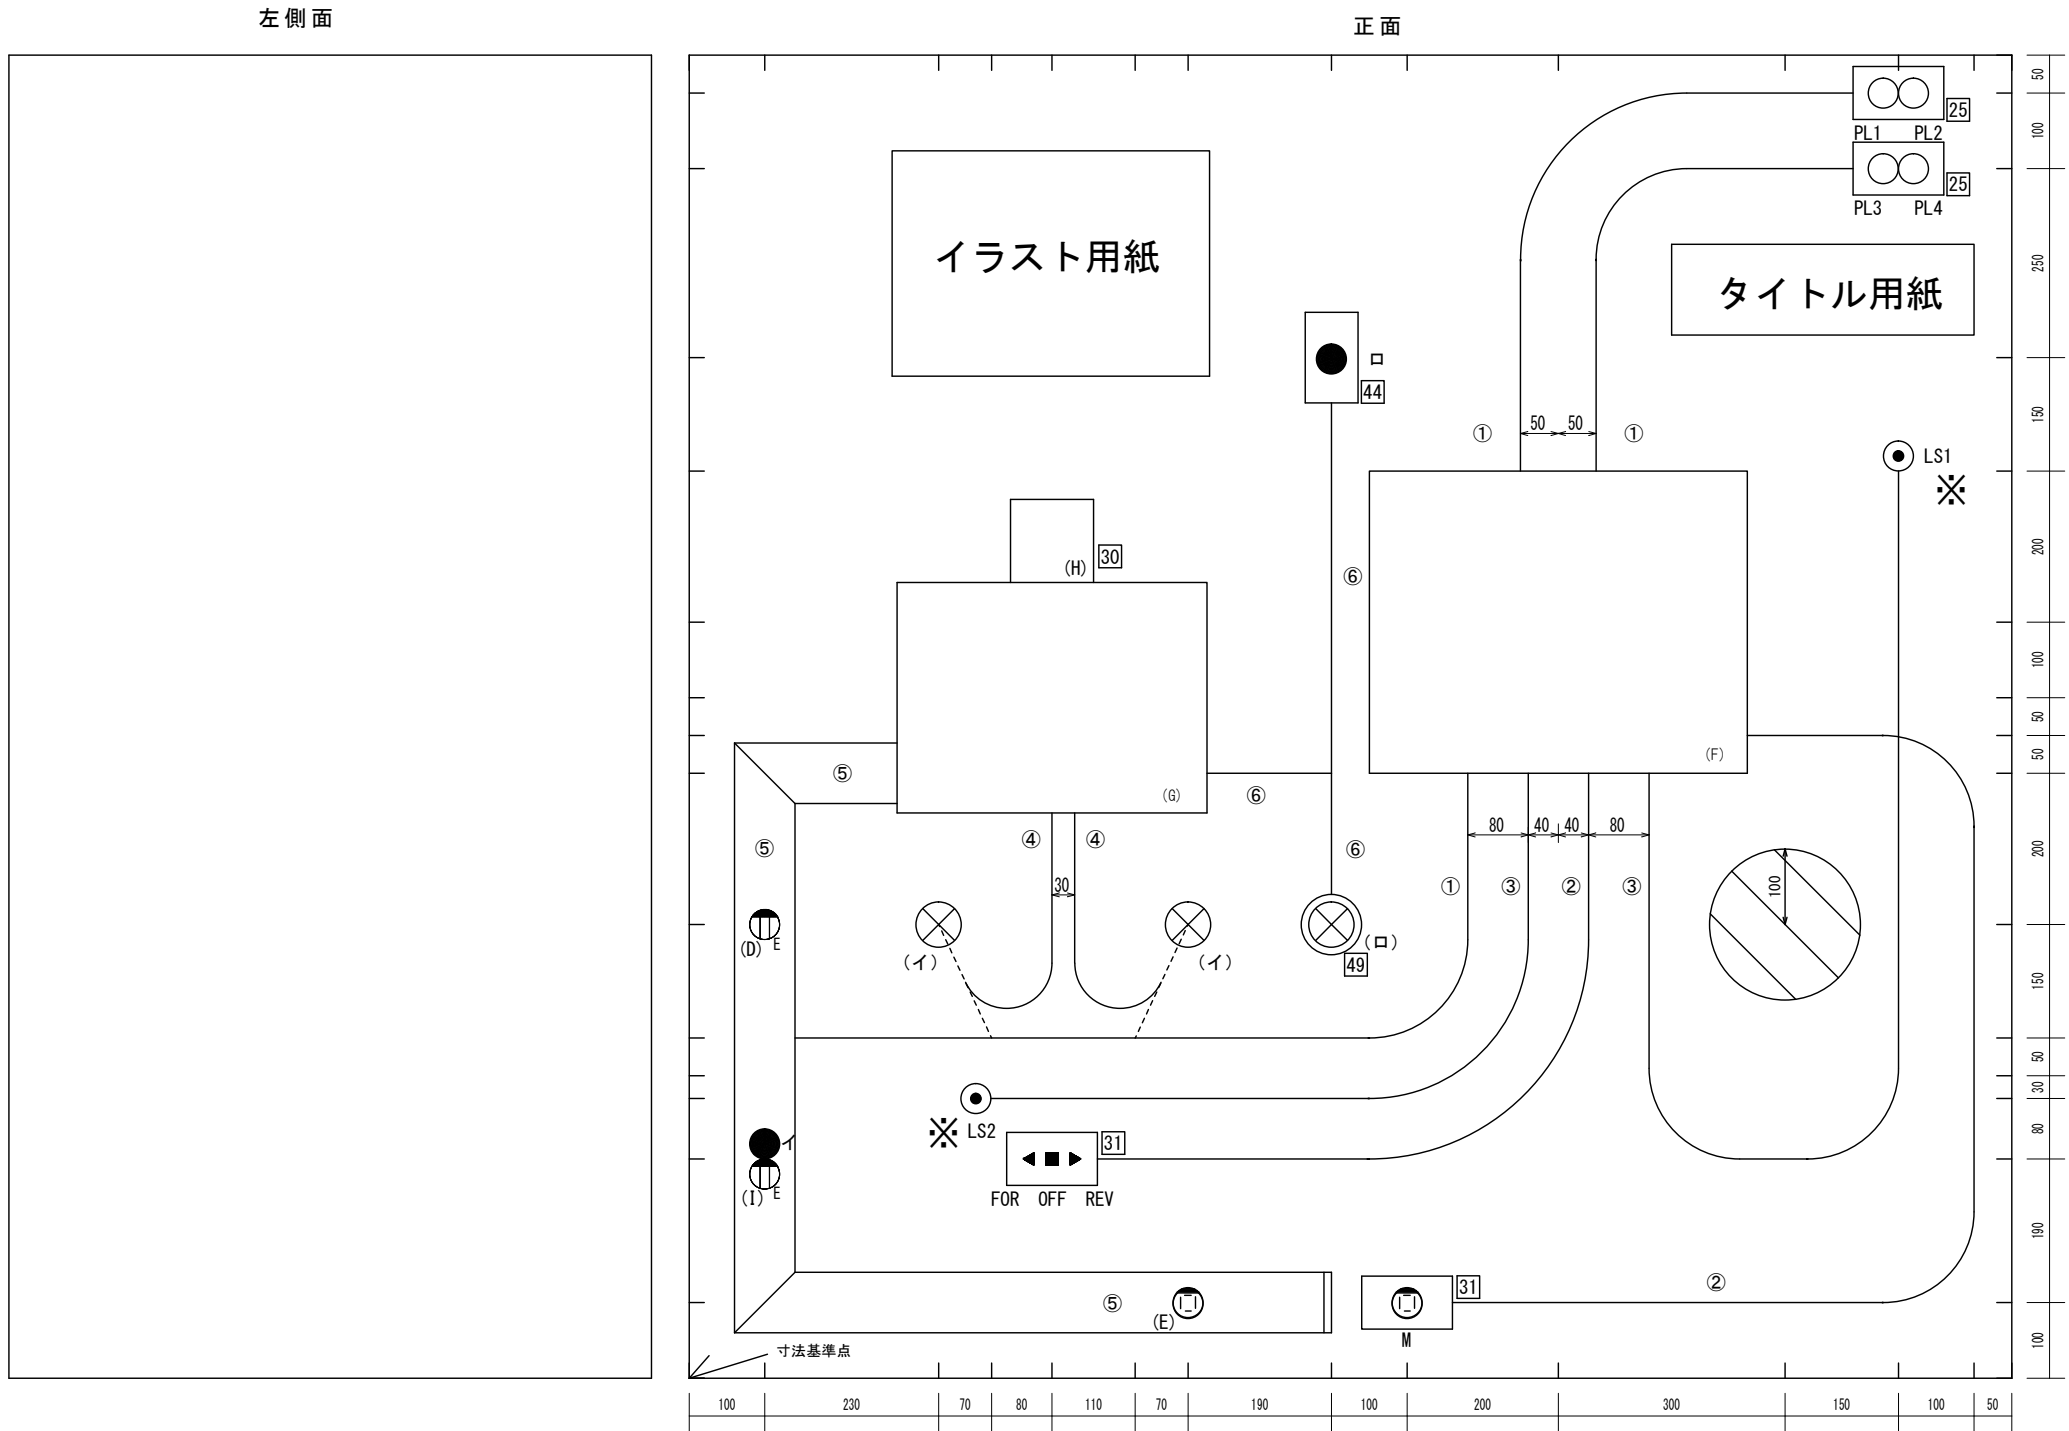 左側面
正面
50
25
PL1 PL2
100
25
PL3 PL4
イラスト用紙
タイトル用紙
250
ロ
44
① 50 50 ①
150
LS1
※
(H) 30
⑥
200
100
(F)
50
⑤
(G)
⑥
50
④ ④
80 40 40 80
⑤
⑥
200
30
① ③ ② ③
100
(D) E
(イ)
(イ)
(ロ)
49
150
50
30
※ LS2
イ
31
80
(I) E
FOR OFF REV
190
⑤
(E)
31
②
M
寸法基準点
100
100 230 70 80 110 70 190 100 200 300 150 100 50